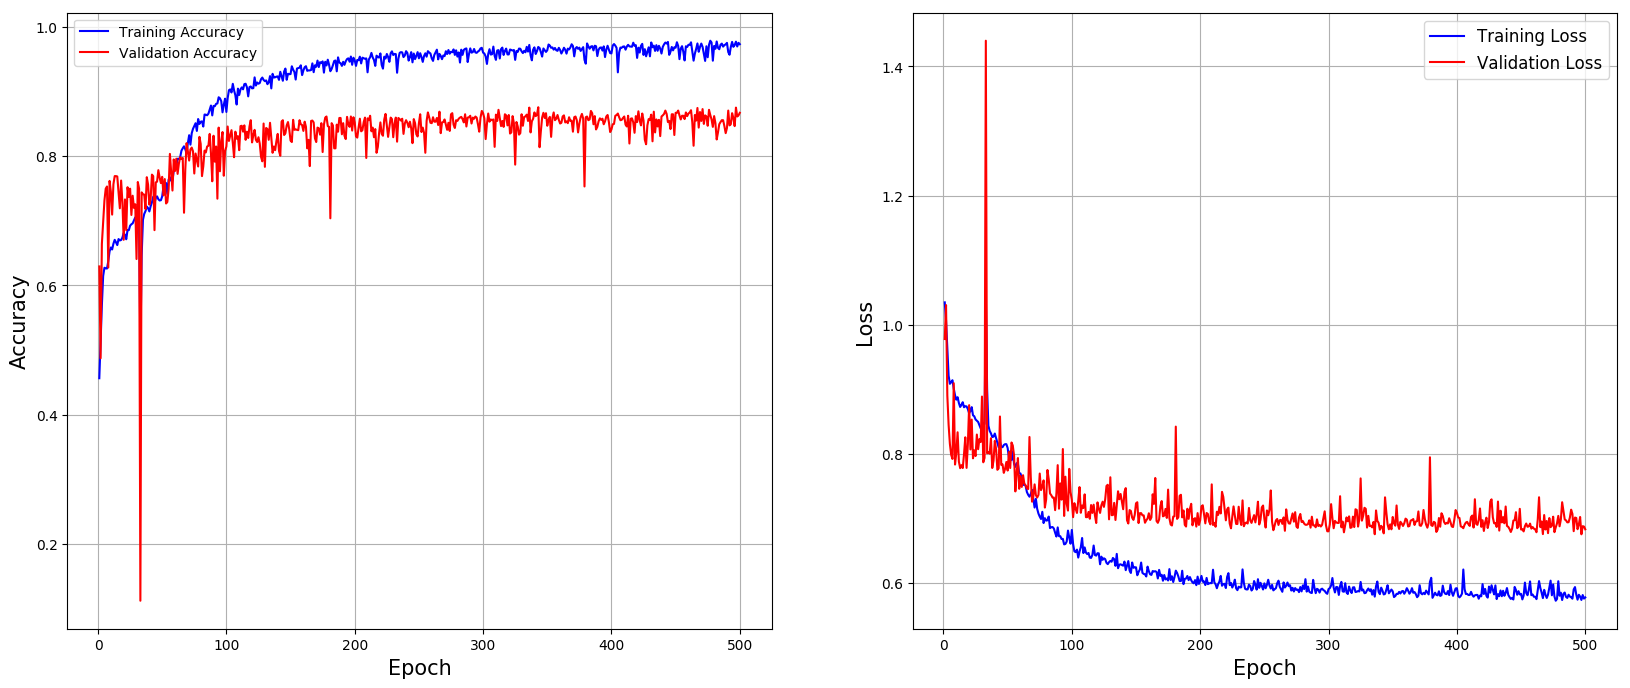 Training Accuracy
Validation Accuracy
1.0
0.8
0.6
0.4
0.2
Accuracy
0
100
200
300
400
500
Epoch
Training Loss
Validation Loss
1.4
1.2
1.0
0.8
0.6
Loss
0
100
200
300
400
500
Epoch